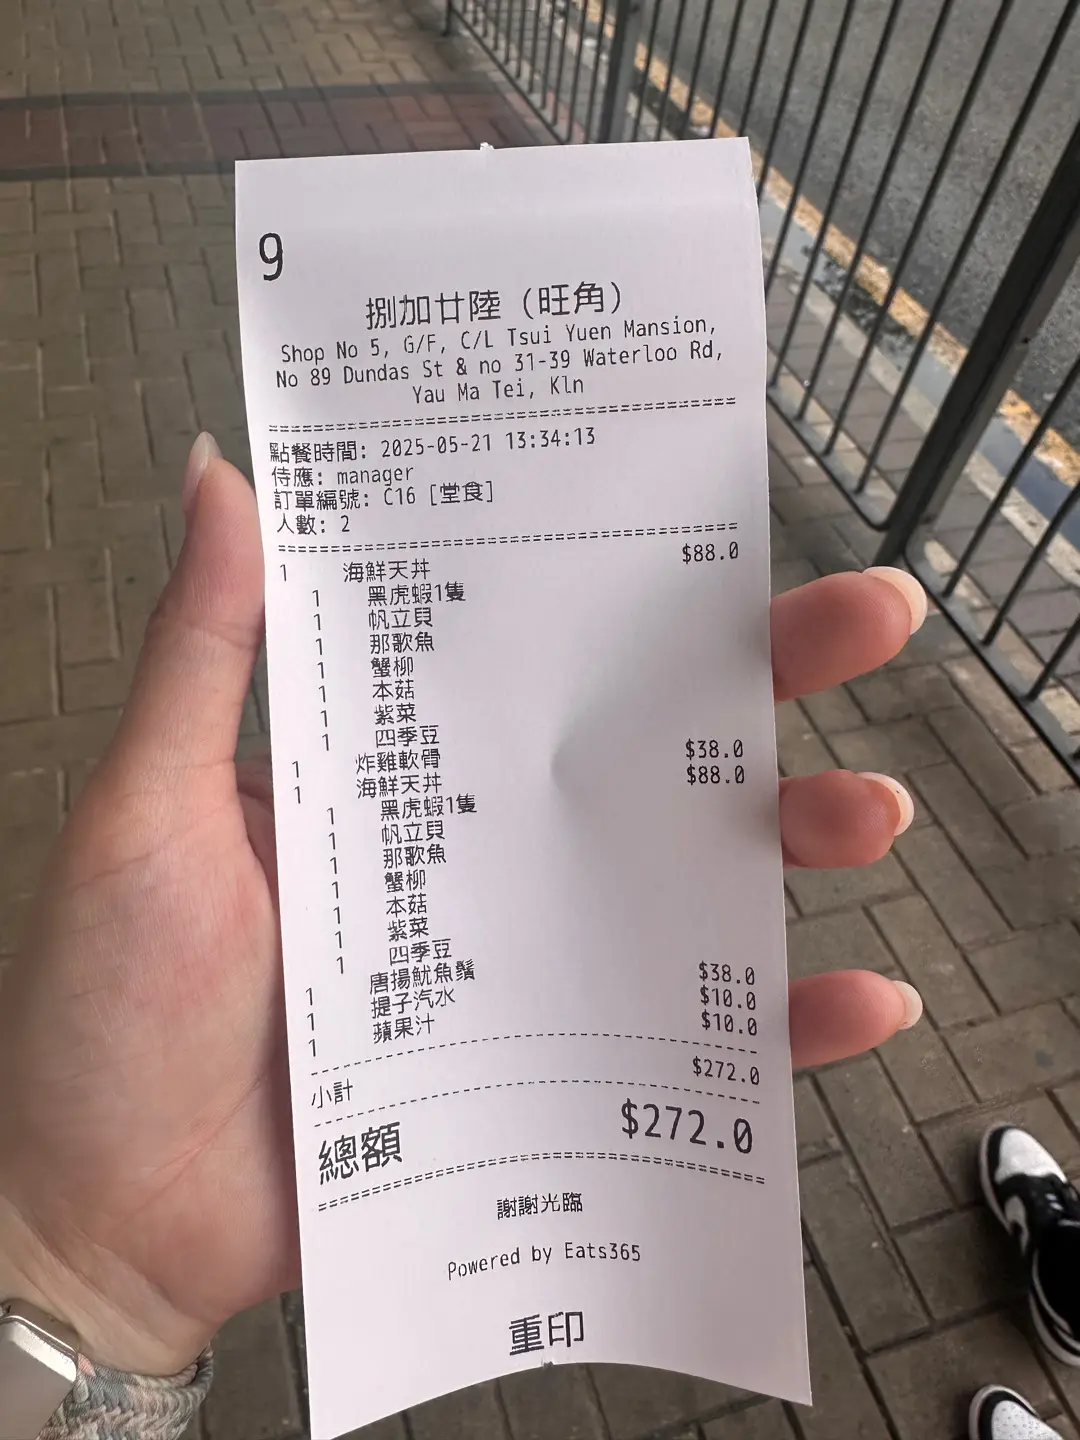 9
捌加廿陸（旺角）
Shop No 5, G/F, C/L Tsui Yuen Mansion,
No 89 Dundas St & no 31-39 Waterloo Rd,
Yau Ma Tei, Kln
點餐時間: 2025-05-21 13:34:13
侍應: manager
訂單編號: C16 [堂食]
人數: 2
1 海鮮天丼 $88.0
1 黑虎蝦1隻
1 帆立貝
1 那歌魚
1 蟹柳
1 本菇
1 紫菜
1 四季豆
1 炸雞軟骨 $38.0
1 海鮮天丼 $88.0
1 黑虎蝦1隻
1 帆立貝
1 那歌魚
1 蟹柳
1 本菇
1 紫菜
1 四季豆
1 唐揚魷魚鬚 $38.0
1 提子汽水 $10.0
1 蘋果汁 $10.0
小計 $272.0
總額 $272.0
謝謝光臨
Powered by Eats365
重印